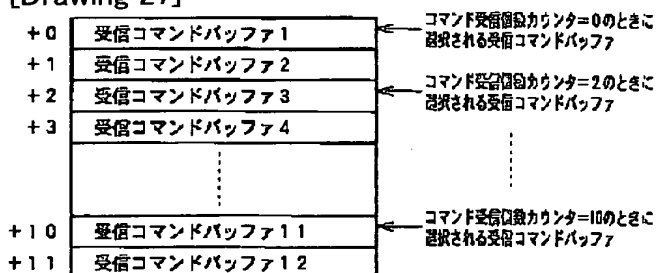 [Drawing 27]
+0 受信コマンドバッファ1
コマンド受信個数カウンタ=0のときに
選択される受信コマンドバッファ
+1 受信コマンドバッファ2
+2 受信コマンドバッファ3
コマンド受信個数カウンタ=2のときに
選択される受信コマンドバッファ
+3 受信コマンドバッファ4
+10 受信コマンドバッファ11
コマンド受信個数カウンタ=10のときに
選択される受信コマンドバッファ
+11 受信コマンドバッファ12